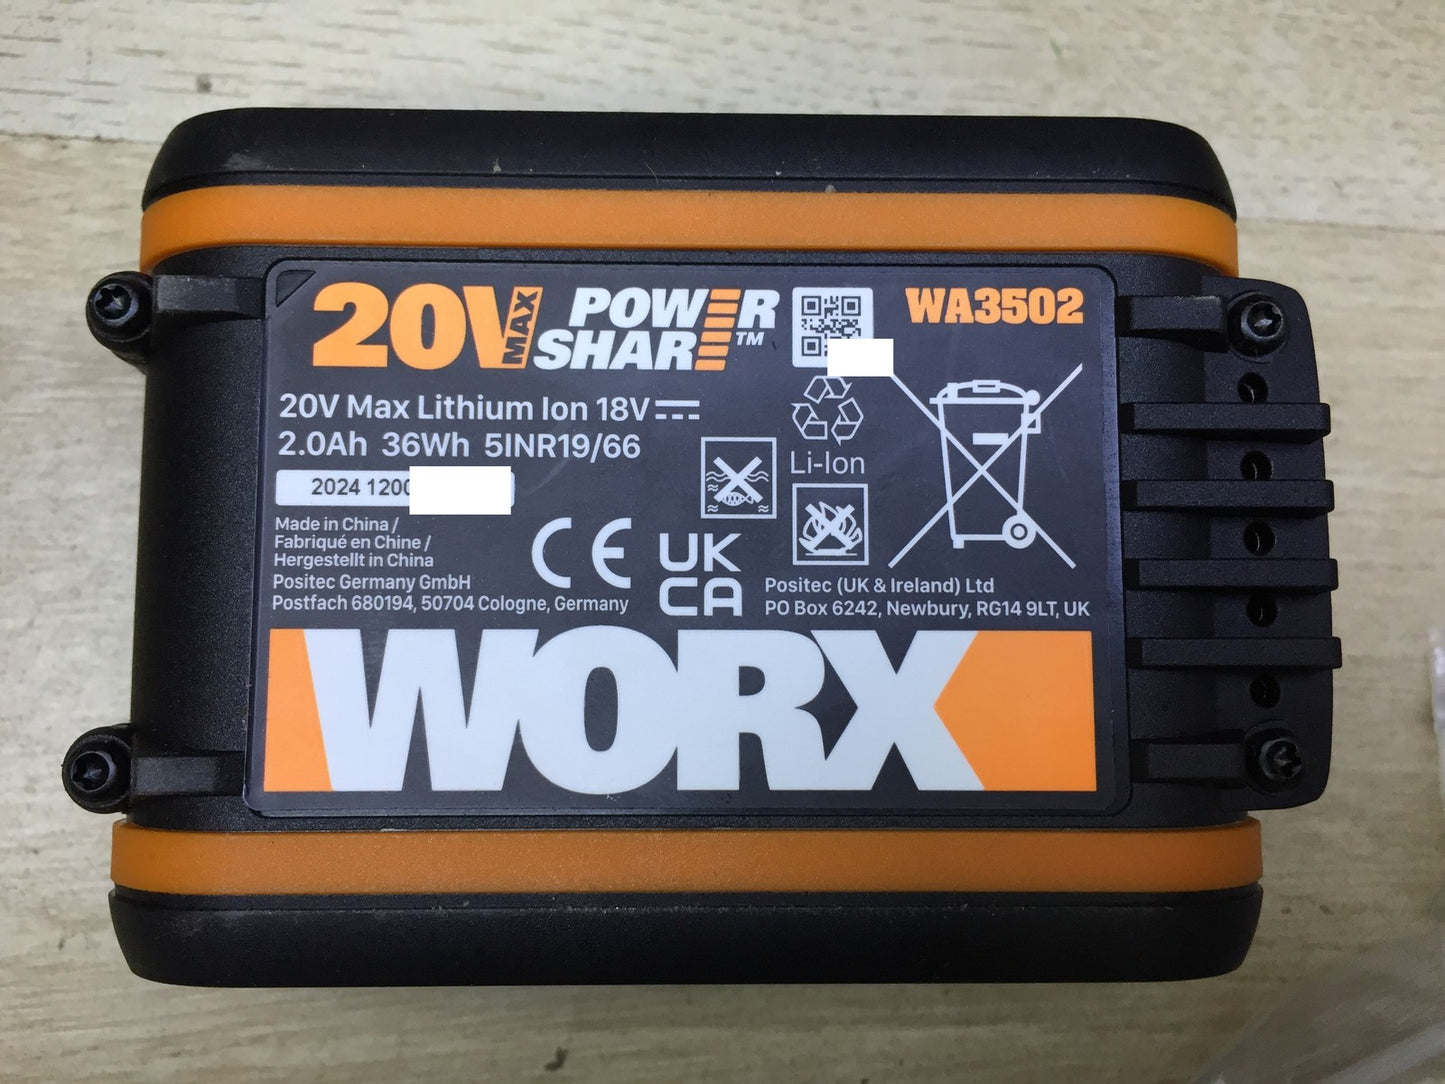 20V MAX POWER SHARE™
WA3502
20V Max Lithium Ion 18V
2.0Ah 36Wh 5INR19/66
2024 120
Li-Ion
Made in China /
Fabriqué en Chine /
Hergestellt in China
Positec Germany GmbH
Postfach 680194, 50704 Cologne, Germany
CE
UK
CA
Positec (UK & Ireland) Ltd
PO Box 6242, Newbury, RG14 9LT, UK
WORX